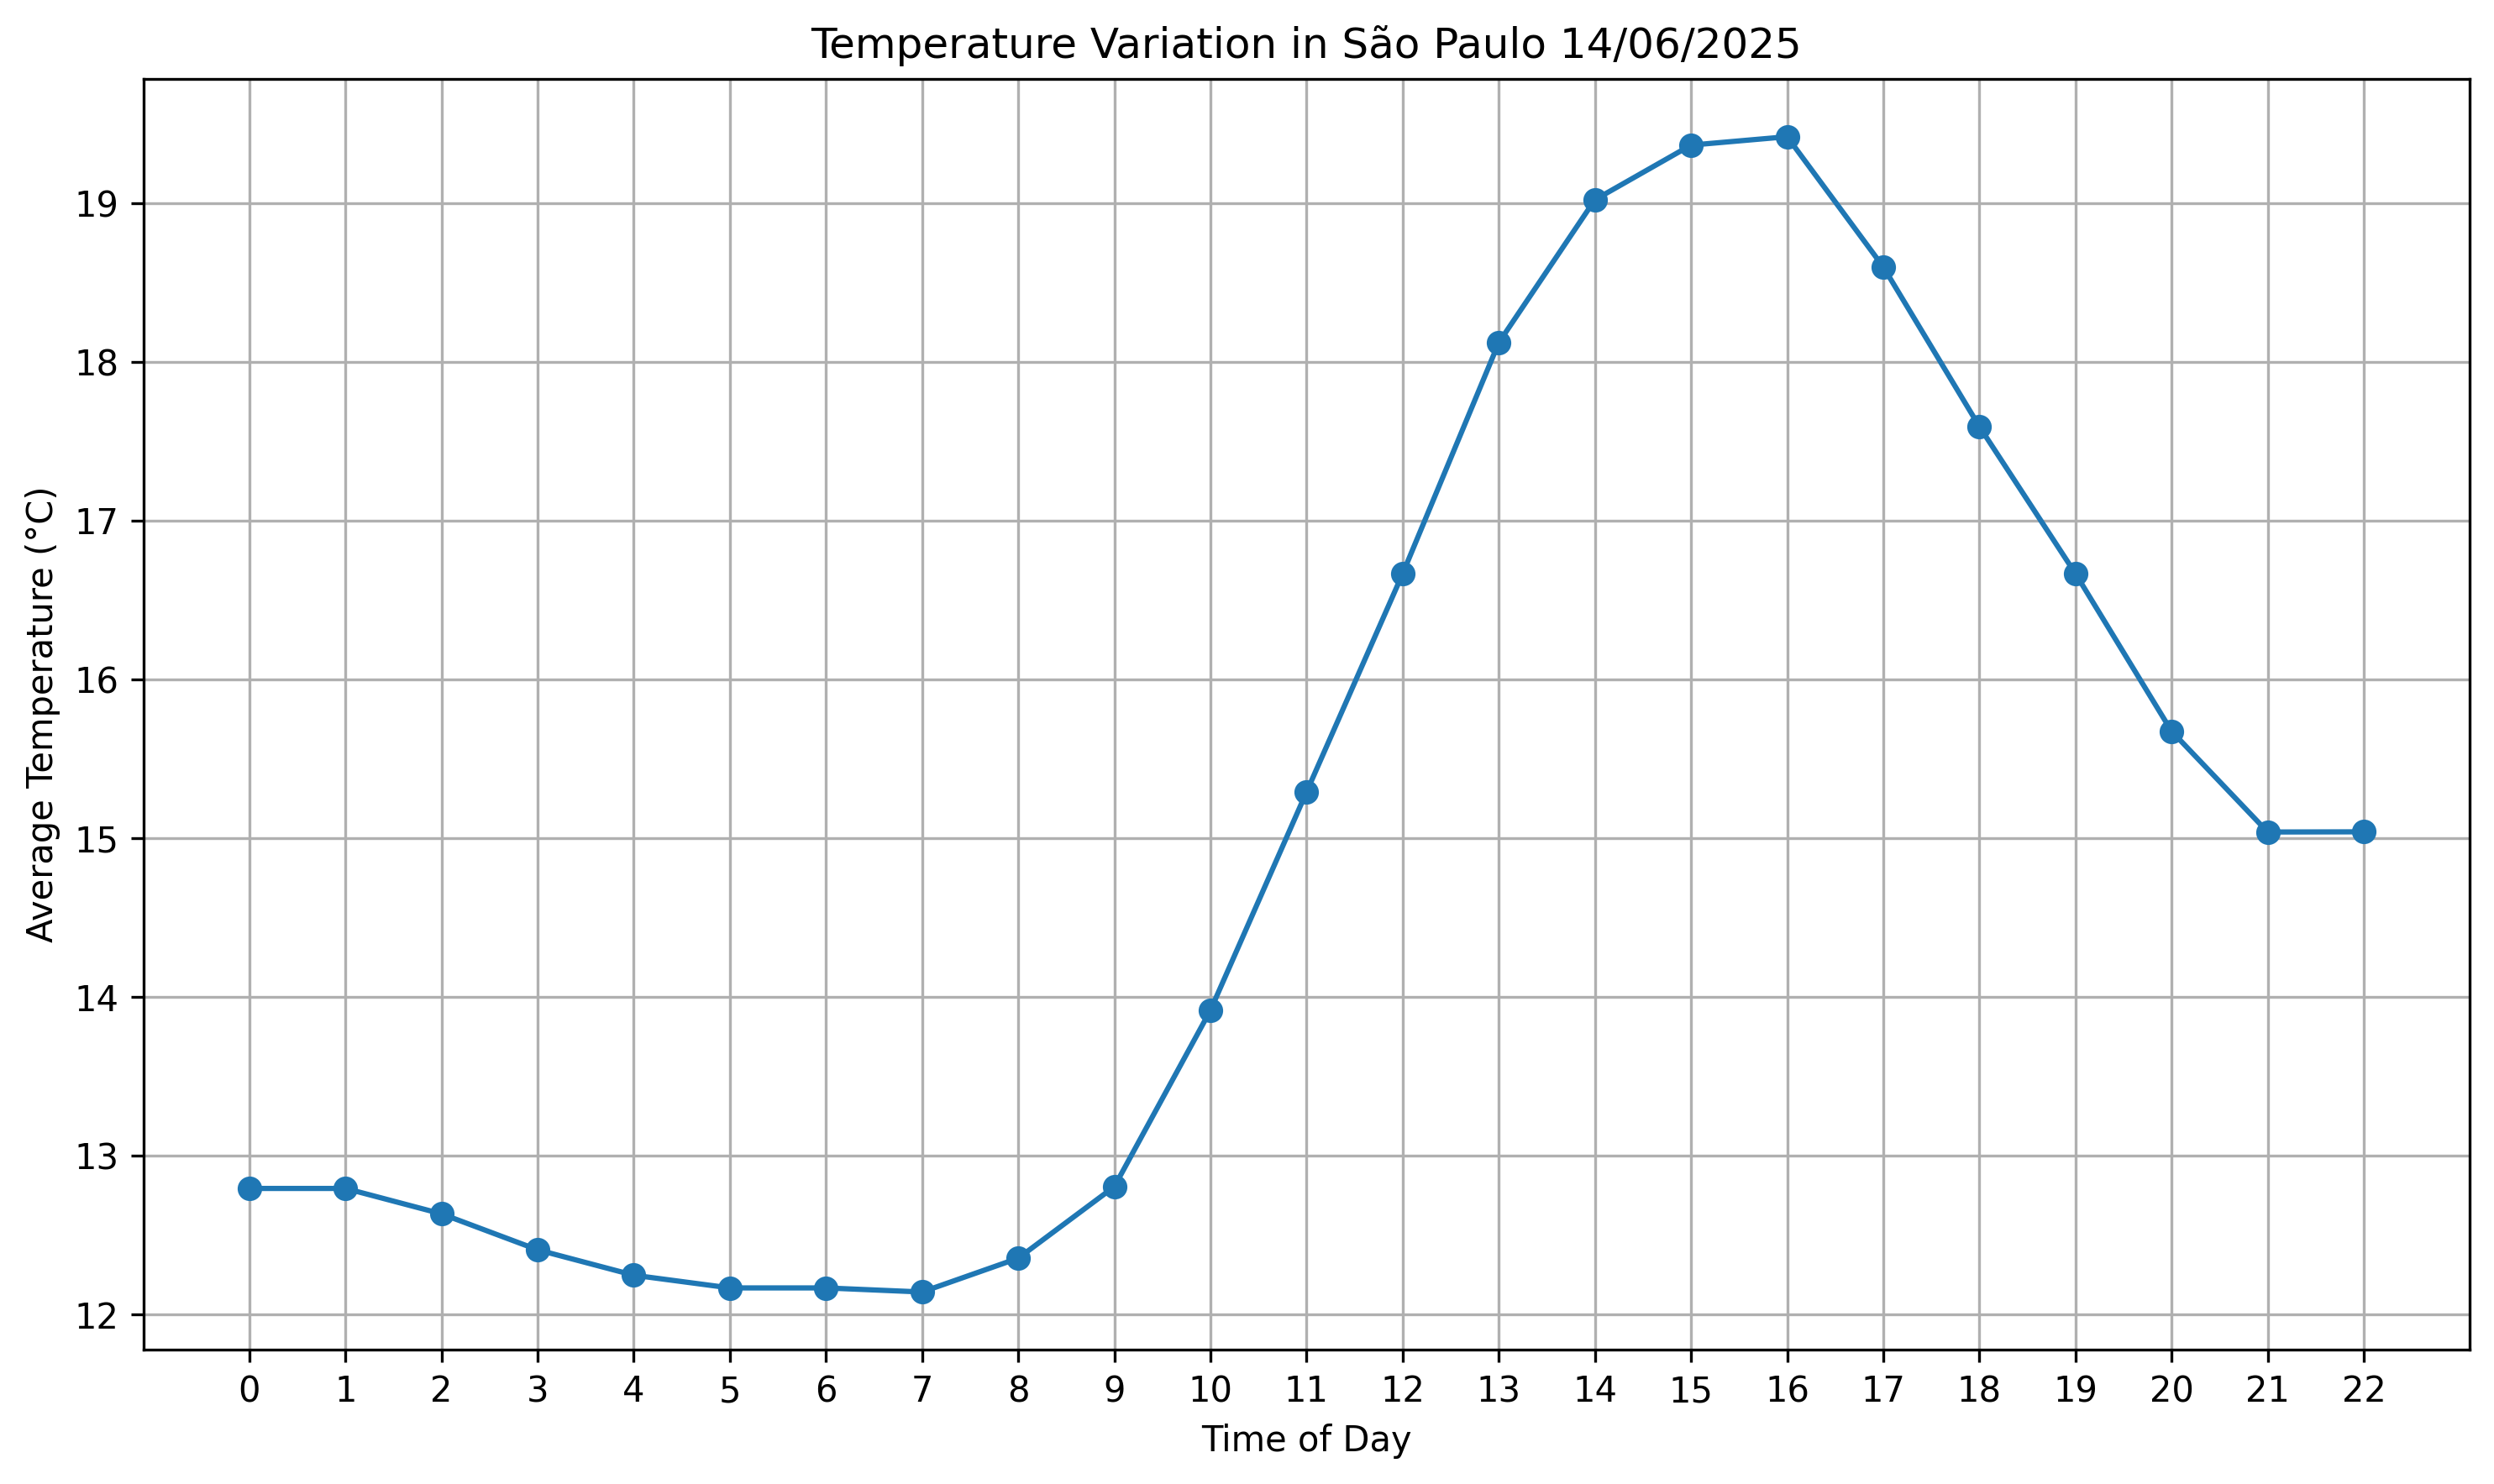 Temperature Variation in São Paulo 14/06/2025
Average Temperature (°C)
19
18
17
16
15
14
13
12
0 1 2 3 4 5 6 7 8 9 10 11 12 13 14 15 16 17 18 19 20 21 22
Time of Day